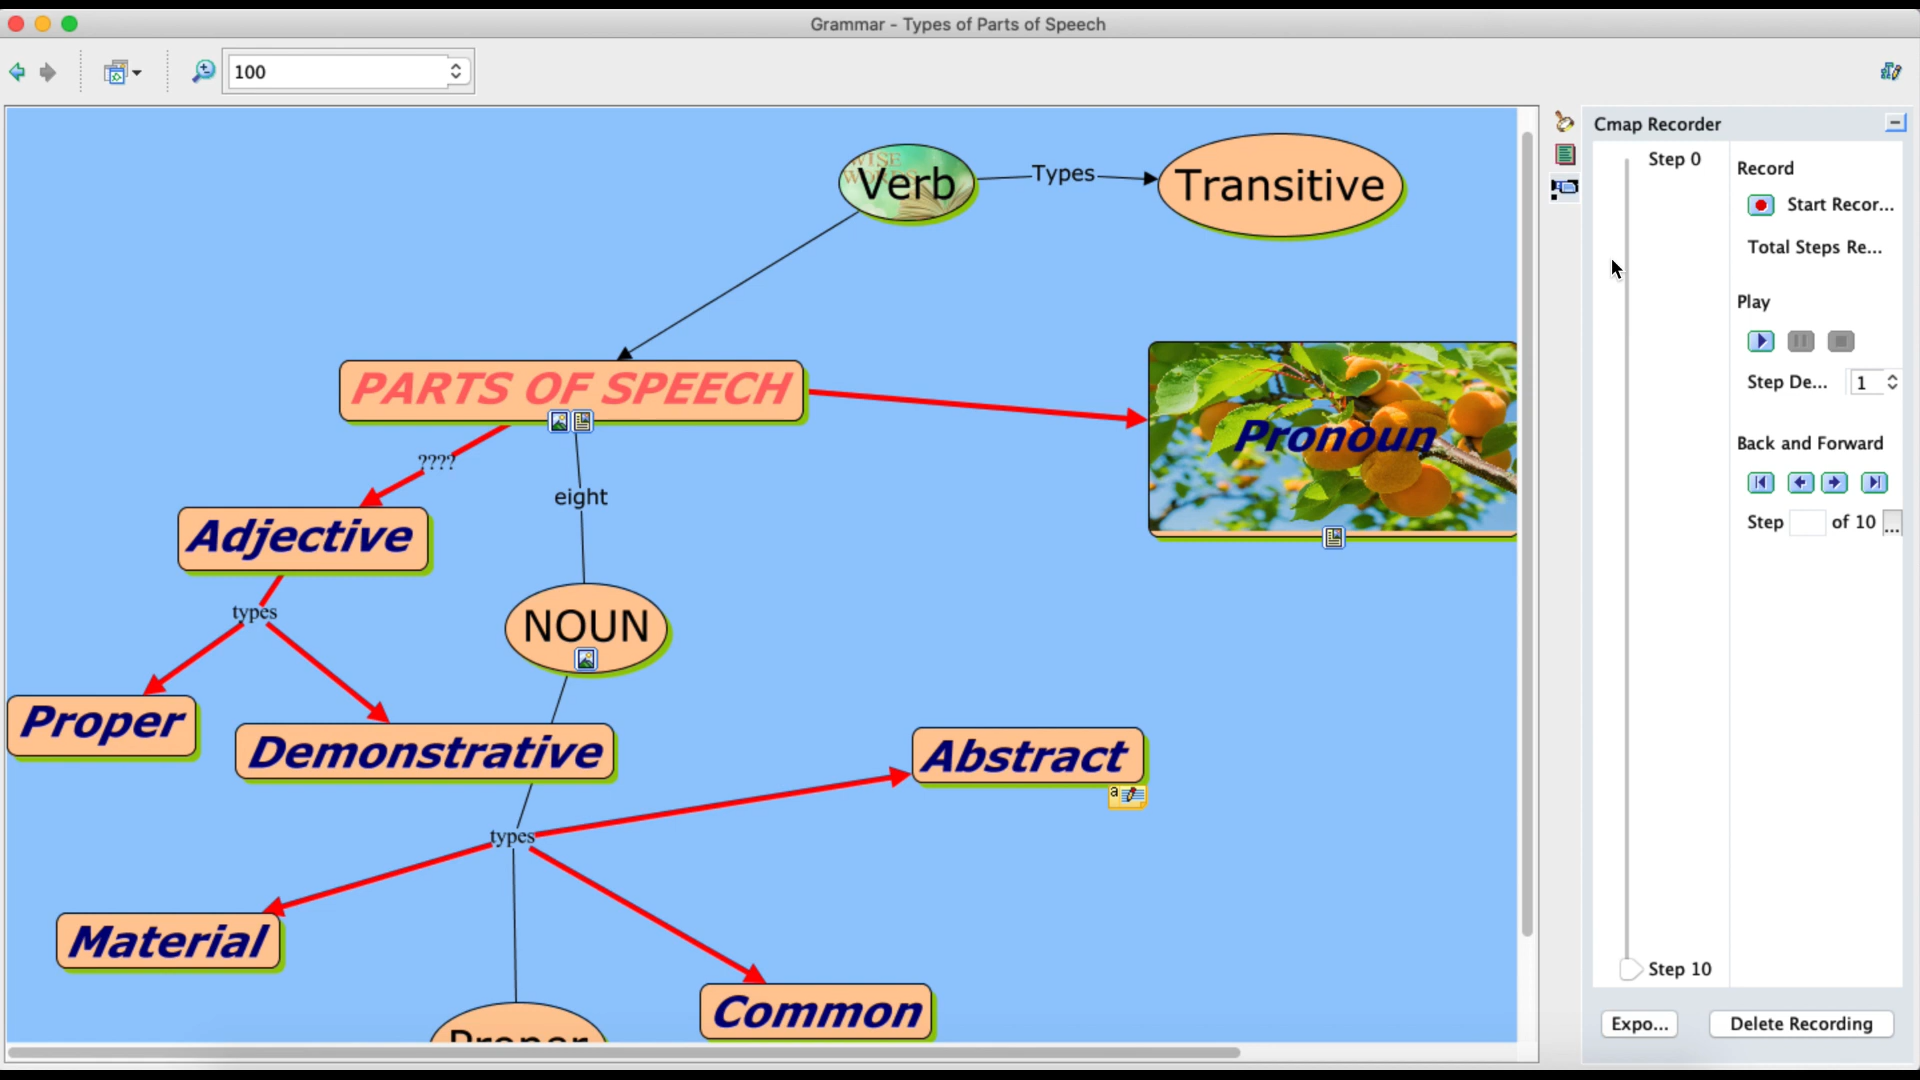 Grammar - Types of Parts of Speech
100
Cmap Recorder
Step 0
Record
Start Recor...
Total Steps Re...
Play
Step De... 1
Back and Forward
Step of 10 ...
Step 10
Expo... Delete Recording
WISE
Verb
Types
Transitive
PARTS OF SPEECH
Pronoun
????
eight
Adjective
types
NOUN
Proper
Demonstrative
Abstract
a
types
Material
Common
Proper